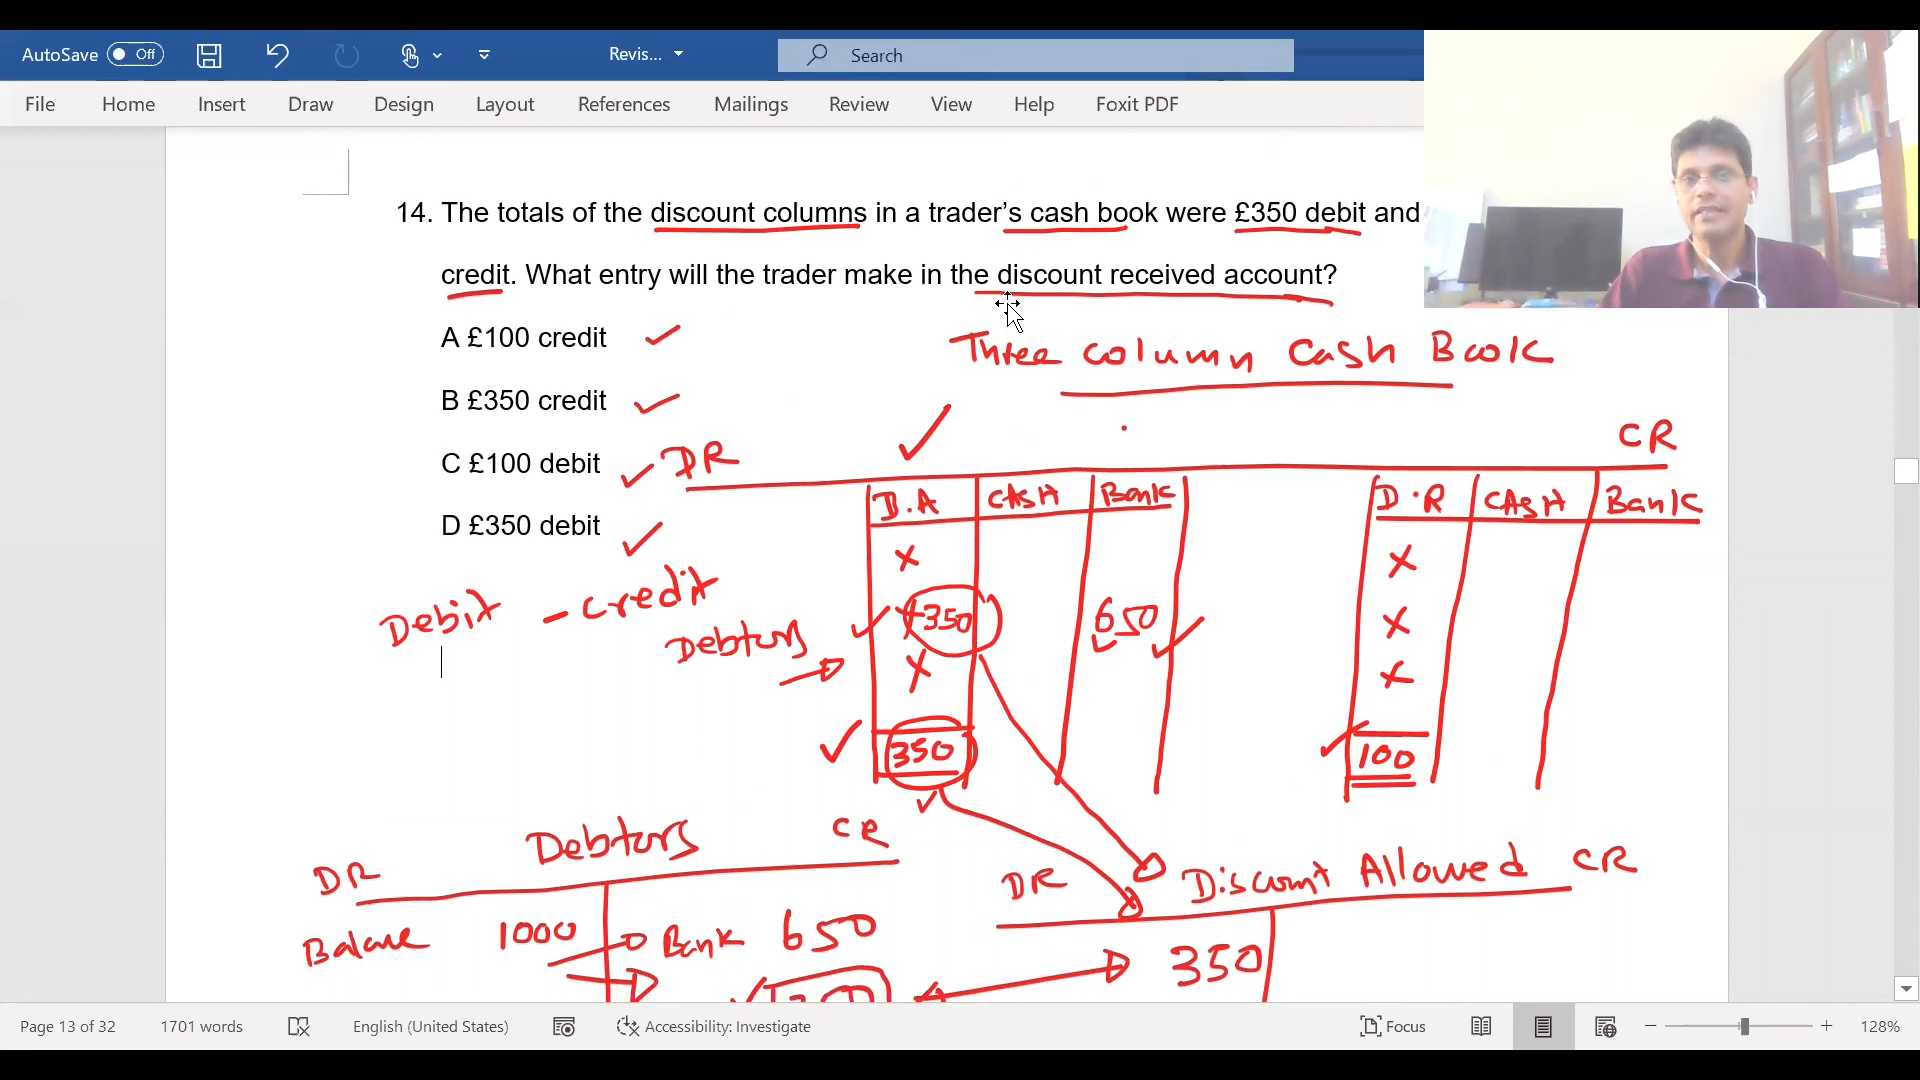 AutoSave Off Revis... Search
File Home Insert Draw Design Layout References Mailings Review View Help Foxit PDF
14. The totals of the discount columns in a trader’s cash book were £350 debit and
credit. What entry will the trader make in the discount received account?
A £100 credit
Three column Cash Book
B £350 credit
C £100 debit
DR CR
D.A CASH Bank D.R CASH Bank
D £350 debit
x x
Debit - credit
350 650 x
Debtors
x x
350 100
DR Debtors CR
DR Discount Allowed CR
Balance 1000 Bank 650
350
Page 13 of 32 1701 words English (United States) Accessibility: Investigate Focus 128%